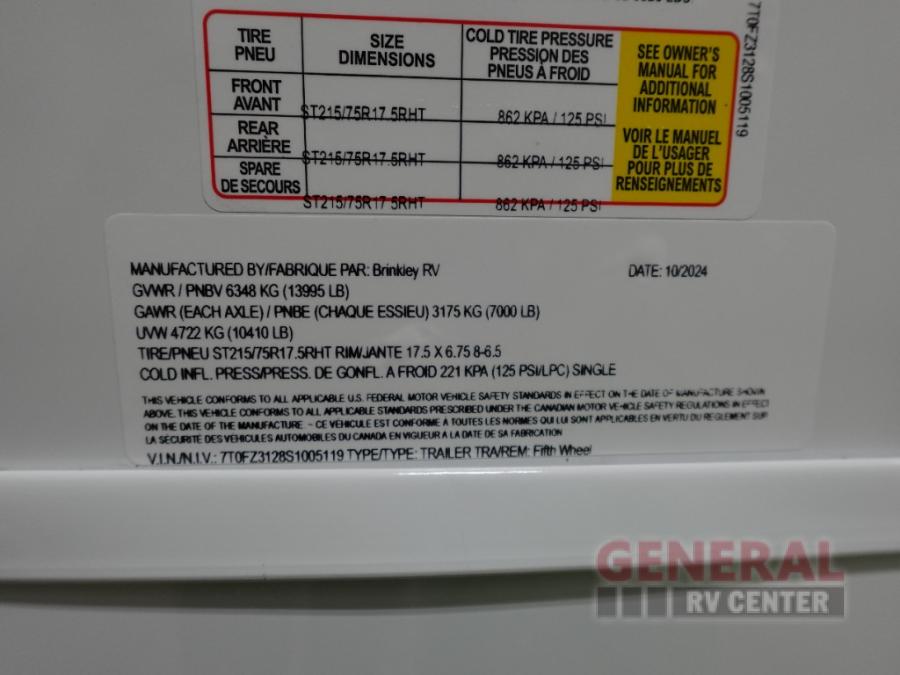 TIRE
PNEU
SIZE
DIMENSIONS
COLD TIRE PRESSURE
PRESSION DES
PNEUS À FROID
SEE OWNER'S
MANUAL FOR
ADDITIONAL
INFORMATION
VOIR LE MANUEL
DE L'USAGER
POUR PLUS DE
RENSEIGNEMENTS
FRONT
AVANT
ST215/75R17.5RHT
862 KPA / 125 PSI
REAR
ARRIÈRE
ST215/75R17.5RHT
862 KPA / 125 PSI
SPARE
DE SECOURS
ST215/75R17.5RHT
862 KPA / 125 PSI
7T0FZ3128S1005119
MANUFACTURED BY/FABRIQUE PAR: Brinkley RV
DATE: 10/2024
GVWR / PNBV 6348 KG (13995 LB)
GAWR (EACH AXLE) / PNBE (CHAQUE ESSIEU) 3175 KG (7000 LB)
UVW 4722 KG (10410 LB)
TIRE/PNEU ST215/75R17.5RHT RIM/JANTE 17.5 X 6.75 8-6.5
COLD INFL. PRESS/PRESS. DE GONFL. A FROID 221 KPA (125 PSI/LPC) SINGLE
THIS VEHICLE CONFORMS TO ALL APPLICABLE U.S. FEDERAL MOTOR VEHICLE SAFETY STANDARDS IN EFFECT ON THE DATE OF MANUFACTURE SHOWN
ABOVE. THIS VEHICLE CONFORMS TO ALL APPLICABLE STANDARDS PRESCRIBED UNDER THE CANADIAN MOTOR VEHICLE SAFETY REGULATIONS IN EFFECT
ON THE DATE OF THE MANUFACTURE. - CE VEHICULE EST CONFORME A TOUTES LES NORMES QUI LUI SONT APPLICABLES EN VERTU DU REGLEMENT SUR
LA SECURITE DES VEHICULES AUTOMOBILES DU CANADA EN VIGUEUR A LA DATE DE SA FABRICATION
V.I.N./N.I.V.: 7T0FZ3128S1005119 TYPE/TYPE: TRAILER TRA/REM: Fifth Wheel
GENERAL
RV CENTER